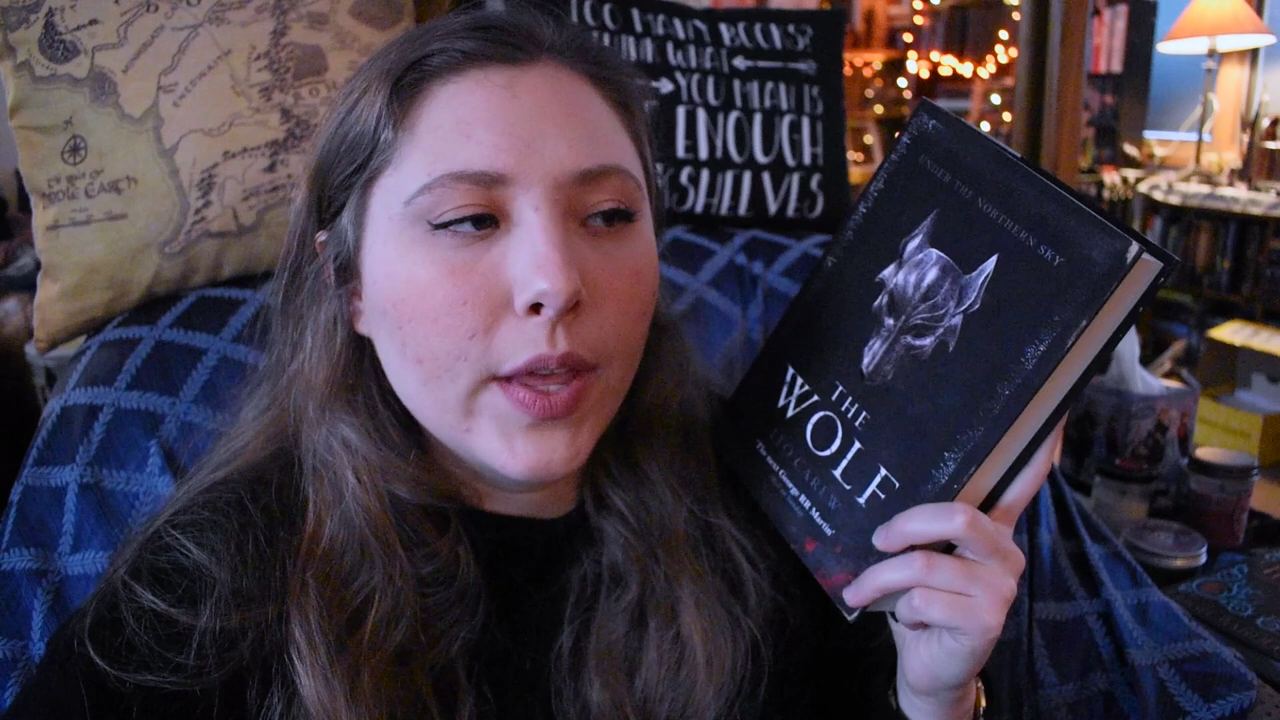 TOO MANY BOOKS?
THINK WHAT
YOU MEAN IS
ENOUGH
SHELVES
MIDDLE EARTH
UNDER THE NORTHERN SKY
THE
WOLF
LEO CAREW
'The next George RR Martin'